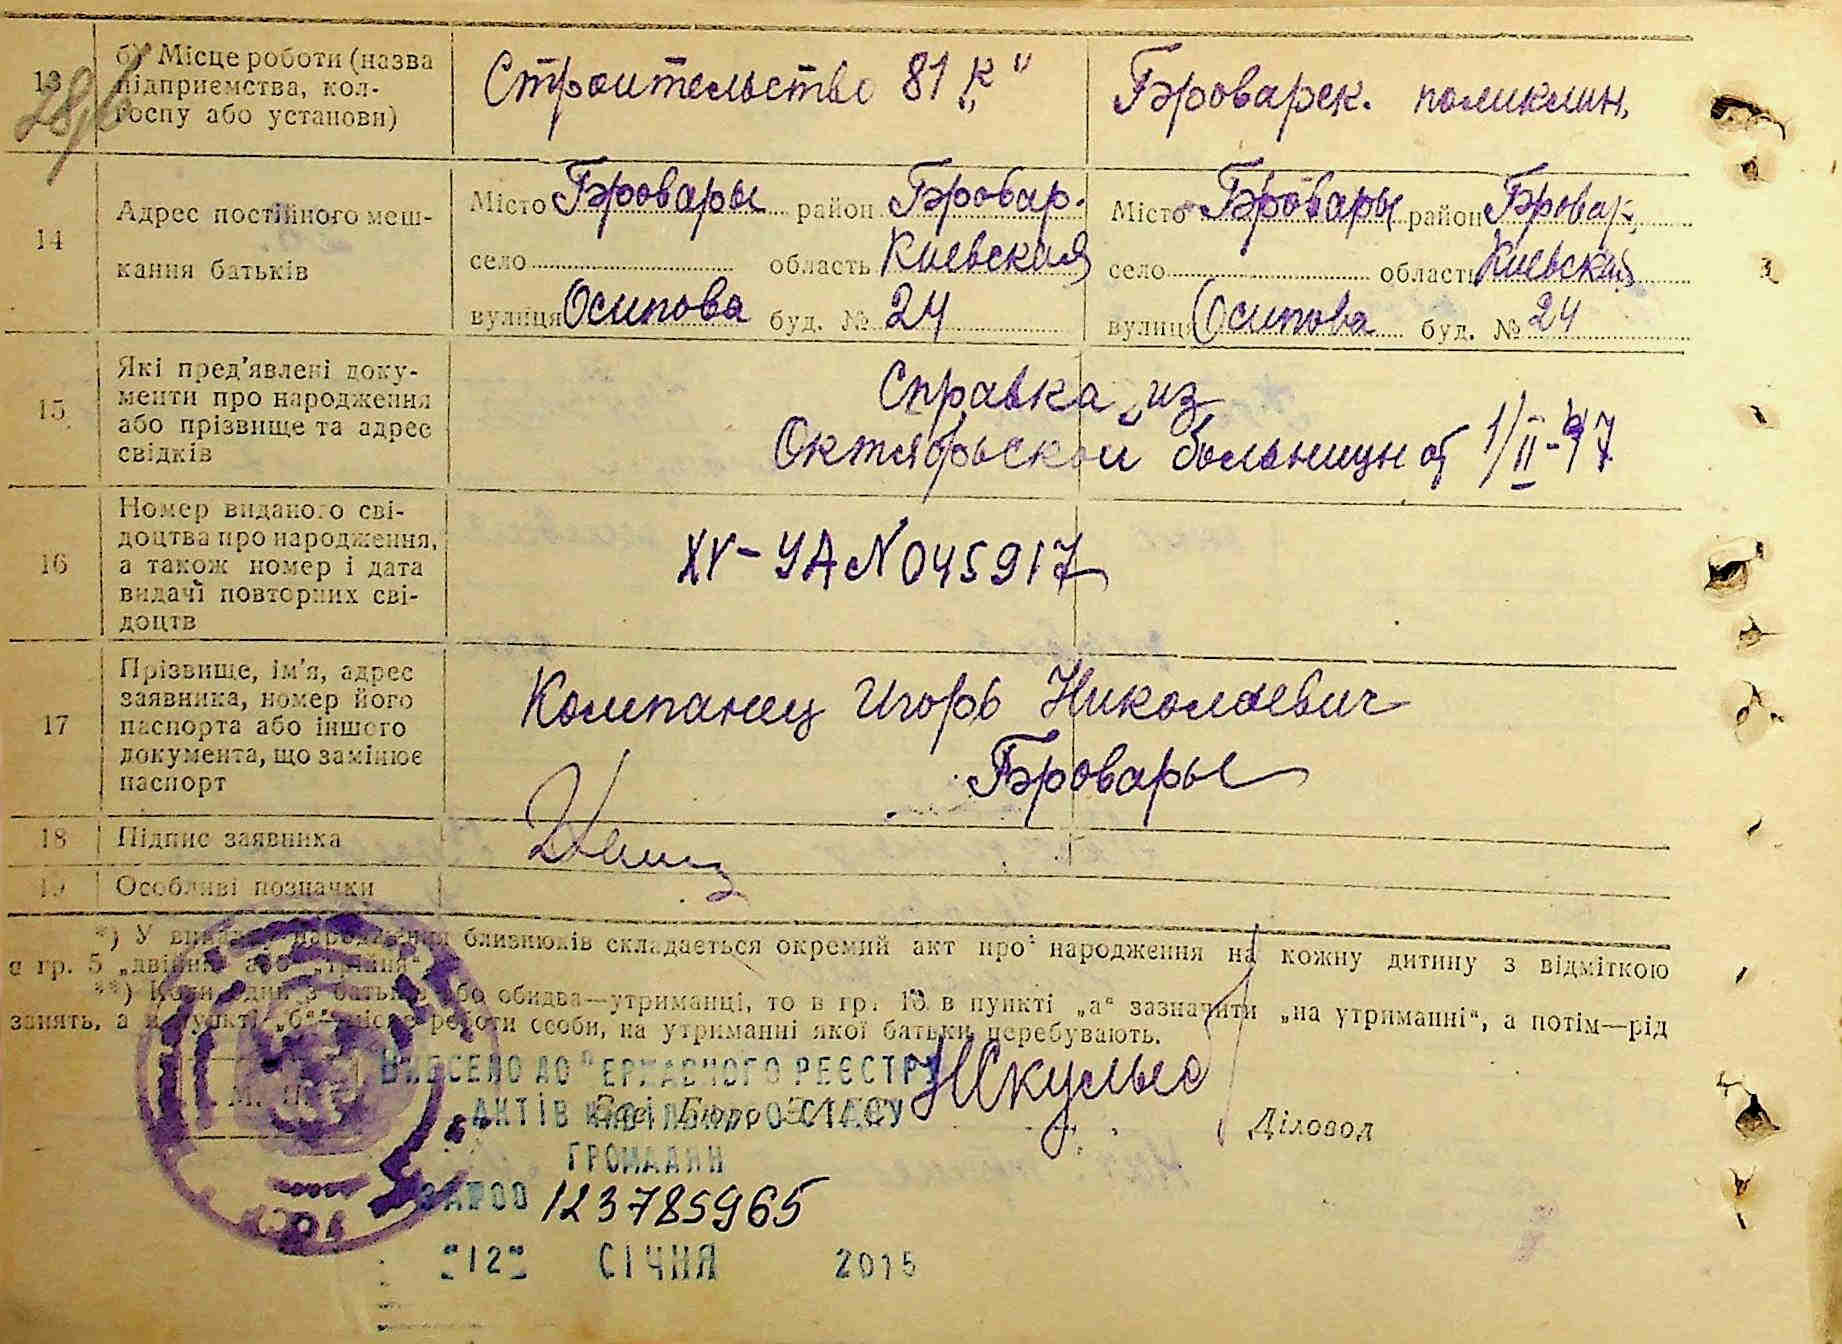 13 б) Місце роботи (назва підприємства, колгоспу або установи) Строительство 81 „К" Броварск. поликлин.
14 Адрес постійного мешкання батьків
Місто Бровары район Бровар. Місто Бровары район Бровар.
село область Киевская село область Киевская
вулиця Осипова буд. № 24 вулиця Осипова буд. № 24
15 Які пред'явлені документи про народження або прізвище та адрес свідків
Справка из
Октябрьской больницы от 1/II-47
16 Номер виданого свідоцтва про народження, а також номер і дата видачі повторних свідоцтв
XV-УА N 045917
17 Прізвище, ім'я, адрес заявника, номер його паспорта або іншого документа, що замінює паспорт
Компанец Игорь Николаевич
Бровары
18 Підпис заявника
19 Особливі позначки
*) У випадку народження близнюків складається окремий акт про народження на кожну дитину з відміткою
в гр. 5 „двійня" або „трійня".
**) Коли один з батьків або обидва—утриманці, то в гр. 13 в пункті „а" зазначити „на утриманні", а потім—рід
занять, а в пункті „б"—місце роботи особи, на утриманні якої батьки перебувають.
М. П.
ВНЕСЕНО ДО ДЕРЖАВНОГО РЕЄСТРУ
АКТІВ ЦИВІЛЬНОГО СТАНУ
Зав. Бюро ЗАГС
Діловод
ГРОМАДЯН
ЗА №00 123785965
"12" СІЧНЯ 2015